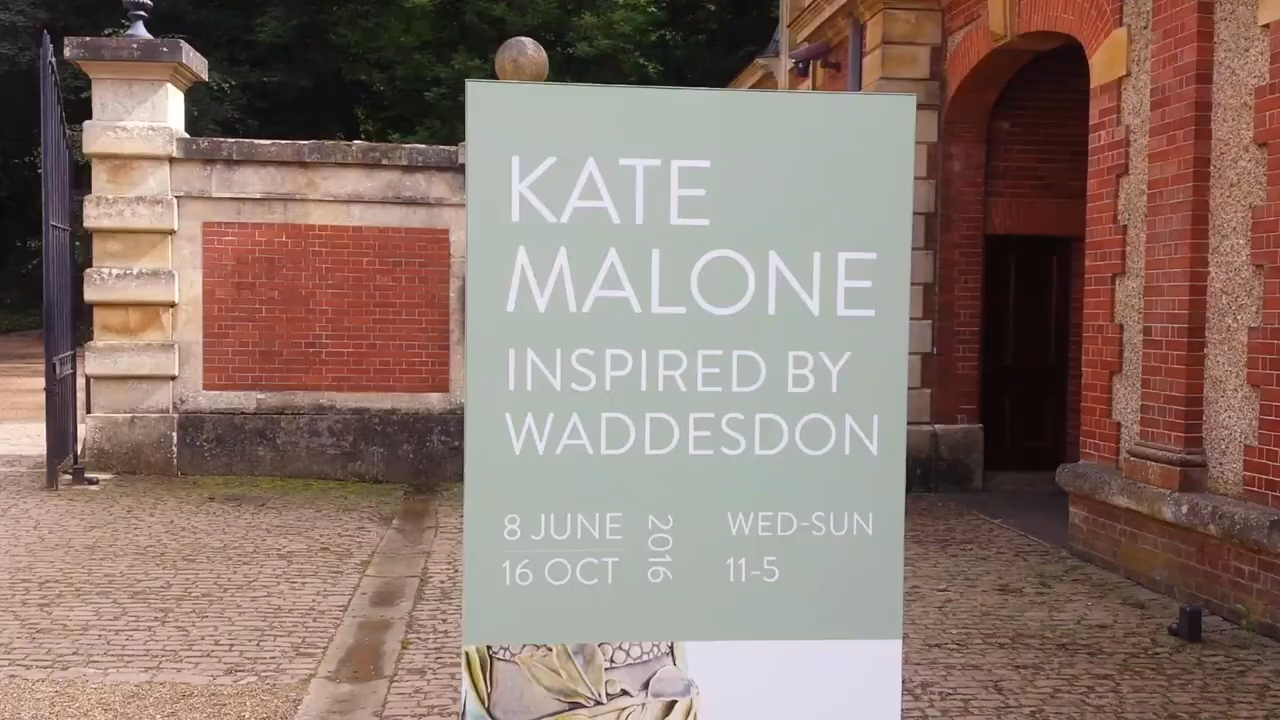 KATE
MALONE
INSPIRED BY
WADDESDON
8 JUNE
16 OCT
2016
WED-SUN
11-5